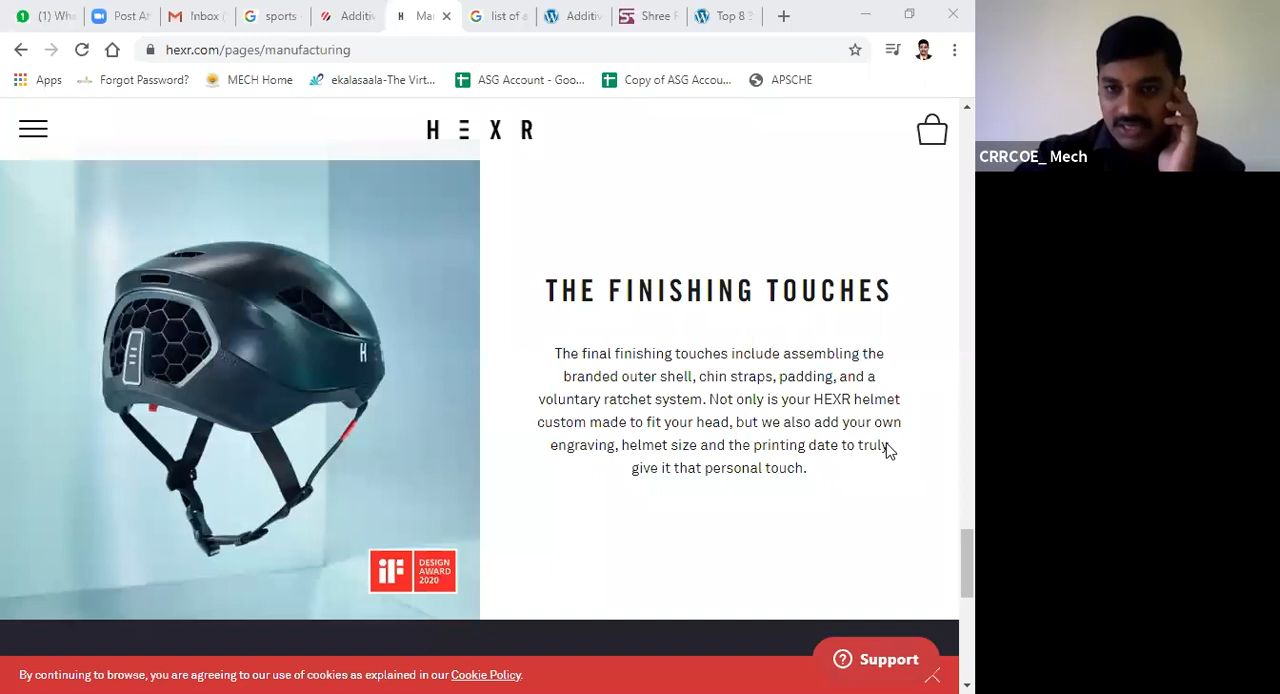 (1) Wha
Post At
Inbox (
sports
Additi
Ma
list of a
Additiv
Shree
Top 8
hexr.com/pages/manufacturing
Apps
Forgot Password?
MECH Home
ekalasaala-The Virt...
ASG Account - Goo...
Copy of ASG Accou...
APSCHE
HEXR
CRRCOE_ Mech
THE FINISHING TOUCHES
The final finishing touches include assembling the
branded outer shell, chin straps, padding, and a
voluntary ratchet system. Not only is your HEXR helmet
custom made to fit your head, but we also add your own
engraving, helmet size and the printing date to truly
give it that personal touch.
H
iF
DESIGN
AWARD
2020
Support
By continuing to browse, you are agreeing to our use of cookies as explained in our Cookie Policy.